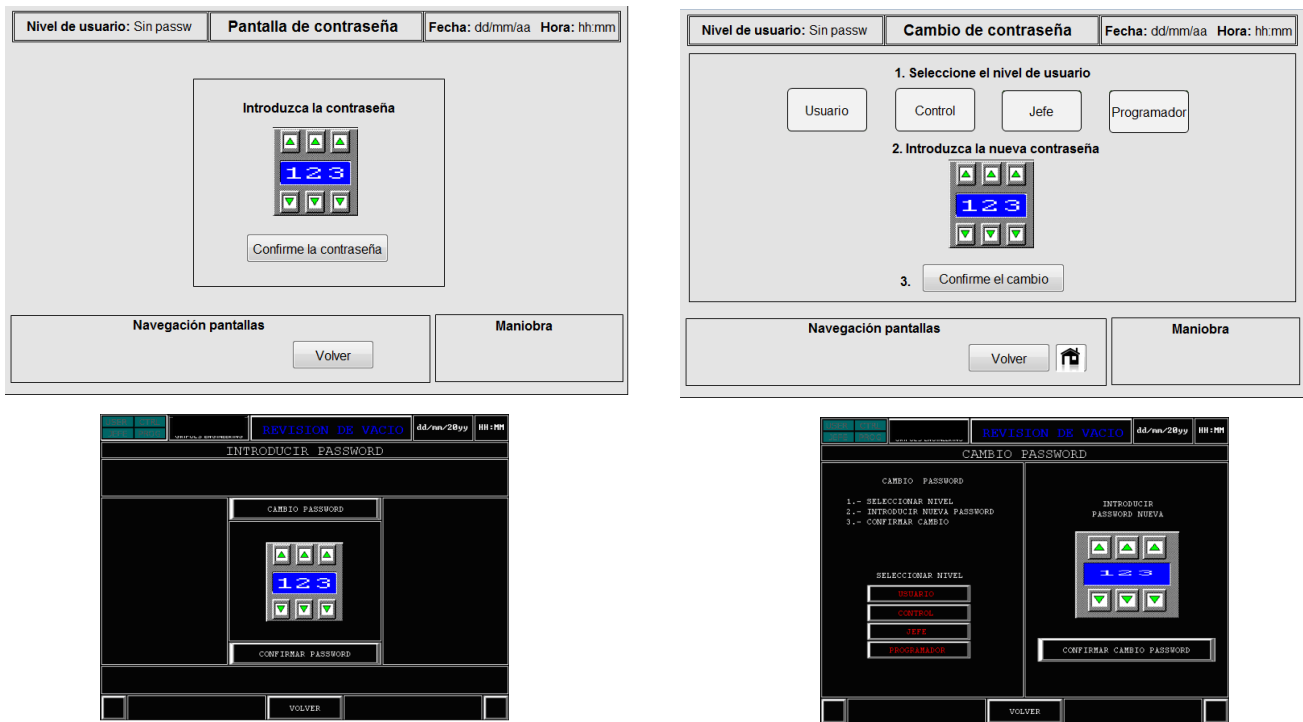 Nivel de usuario: Sin passw
Pantalla de contraseña
Fecha: dd/mm/aa Hora: hh:mm
Introduzca la contraseña
123
Confirme la contraseña
Navegación pantallas
Volver
Maniobra
Nivel de usuario: Sin passw
Cambio de contraseña
Fecha: dd/mm/aa Hora: hh:mm
1. Seleccione el nivel de usuario
Usuario
Control
Jefe
Programador
2. Introduzca la nueva contraseña
123
3. Confirme el cambio
Navegación pantallas
Volver
Maniobra
REVISION DE VACIO
dd/mm/20yy
HH:MM
INTRODUCIR PASSWORD
CAMBIO PASSWORD
123
CONFIRMAR PASSWORD
VOLVER
REVISION DE VACIO
dd/mm/20yy
HH:MM
CAMBIO PASSWORD
CAMBIO PASSWORD
1.- SELECCIONAR NIVEL
2.- INTRODUCIR NUEVA PASSWORD
3.- CONFIRMAR CAMBIO
SELECCIONAR NIVEL
USUARIO
CONTROL
JEFE
PROGRAMADOR
INTRODUCIR
PASSWORD NUEVA
123
CONFIRMAR CAMBIO PASSWORD
VOLVER